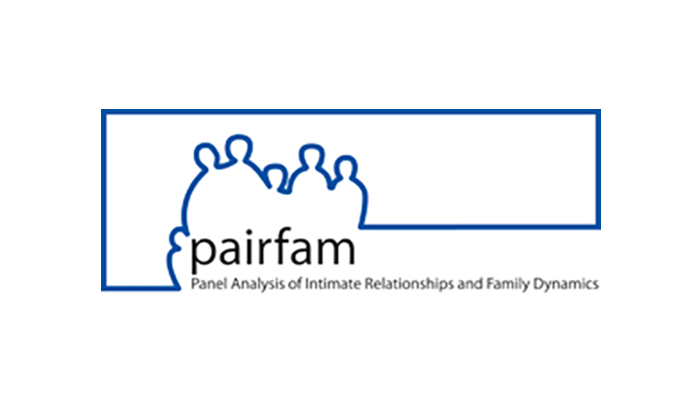 pairfam
Panel Analysis of Intimate Relationships and Family Dynamics